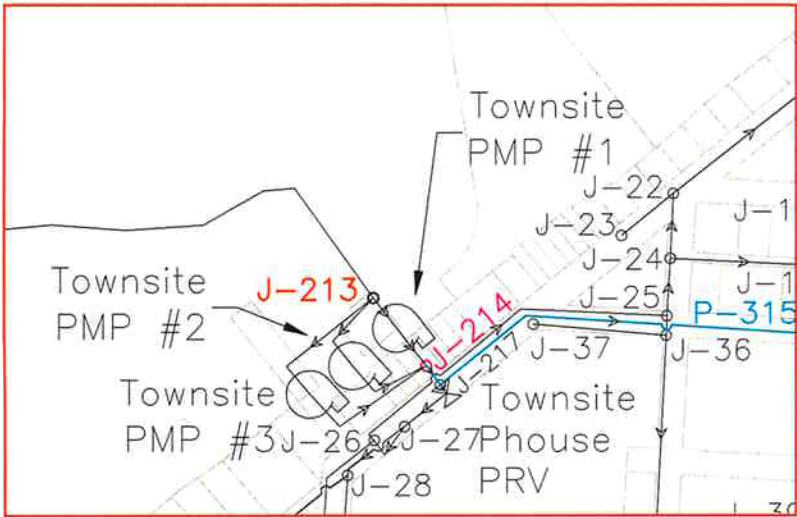 Townsite
PMP #1
J-22
J-23
J-1
J-24
J-1
Townsite
PMP #2
J-213
J-214
J-25
P-315
J-217
J-37
J-36
Townsite
PMP #3
J-26
J-27
Townsite
Phouse
PRV
J-28